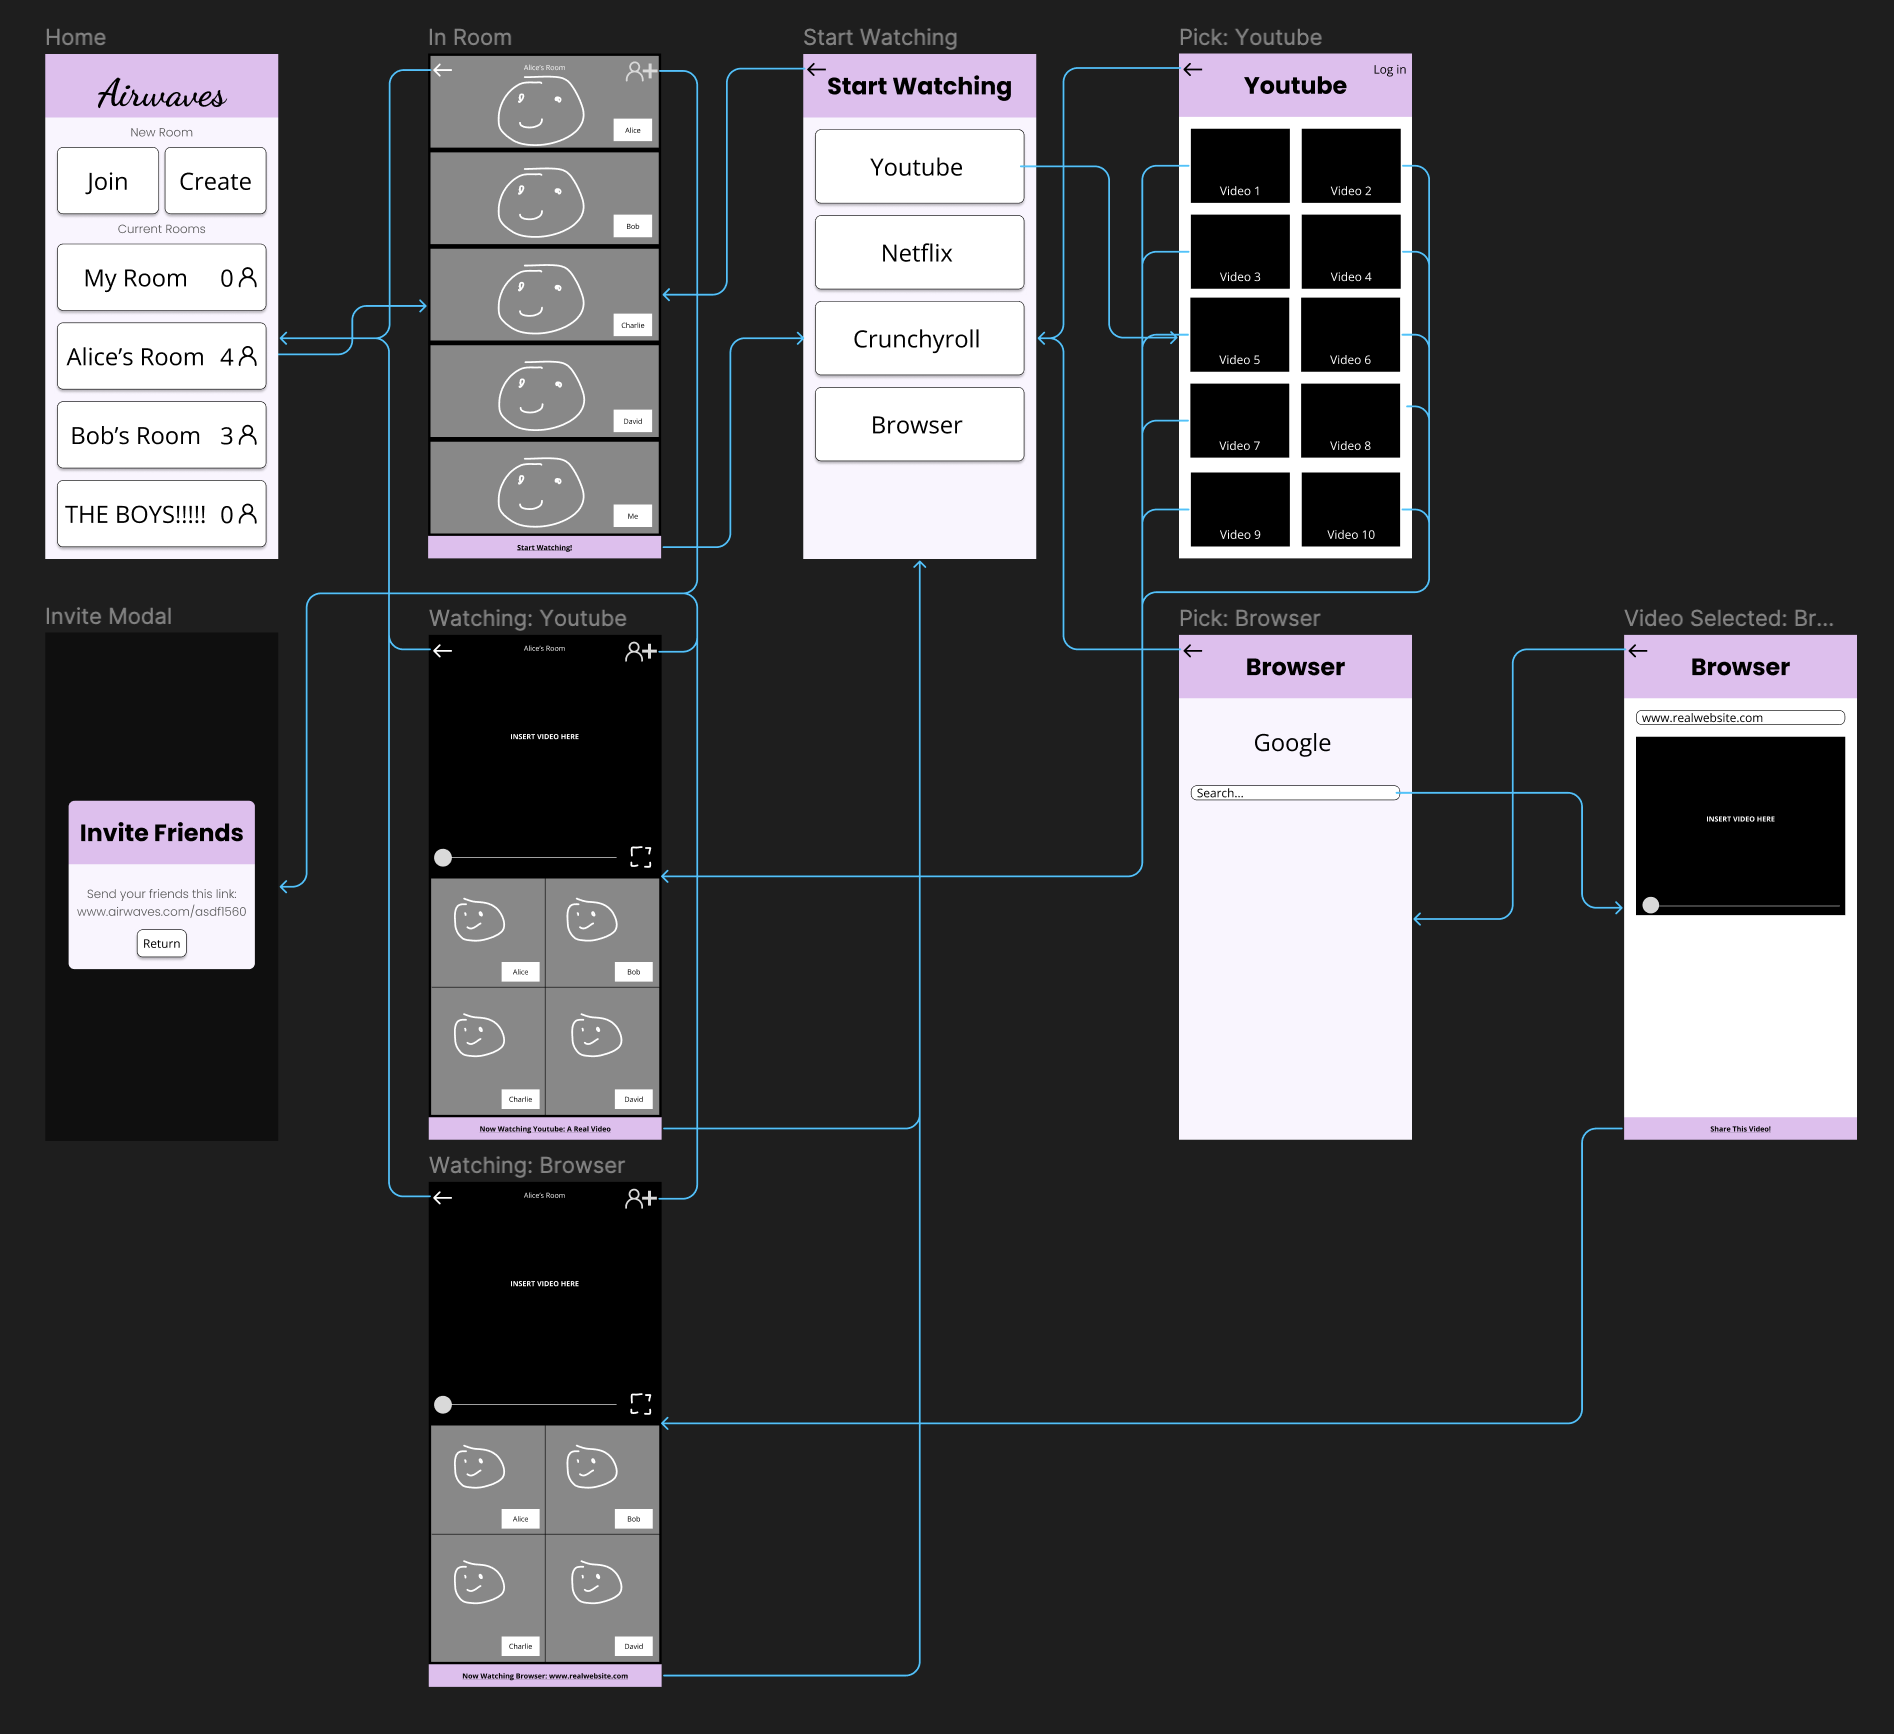 Home
Airwaves
New Room
Join
Create
Current Rooms
My Room 0
Alice's Room 4
Bob's Room 3
THE BOYS!!!!! 0
In Room
Alice's Room
Alice
Bob
Charlie
David
Me
Start Watching!
Start Watching
Start Watching
Youtube
Netflix
Crunchyroll
Browser
Pick: Youtube
Log in
Youtube
Video 1
Video 2
Video 3
Video 4
Video 5
Video 6
Video 7
Video 8
Video 9
Video 10
Invite Modal
Invite Friends
Send your friends this link:
www.airwaves.com/asdf1560
Return
Watching: Youtube
Alice's Room
INSERT VIDEO HERE
Alice
Bob
Charlie
David
Now Watching Youtube: A Real Video
Pick: Browser
Browser
Google
Search...
Video Selected: Br...
Browser
www.realwebsite.com
INSERT VIDEO HERE
Share This Video!
Watching: Browser
Alice's Room
INSERT VIDEO HERE
Alice
Bob
Charlie
David
Now Watching Browser: www.realwebsite.com